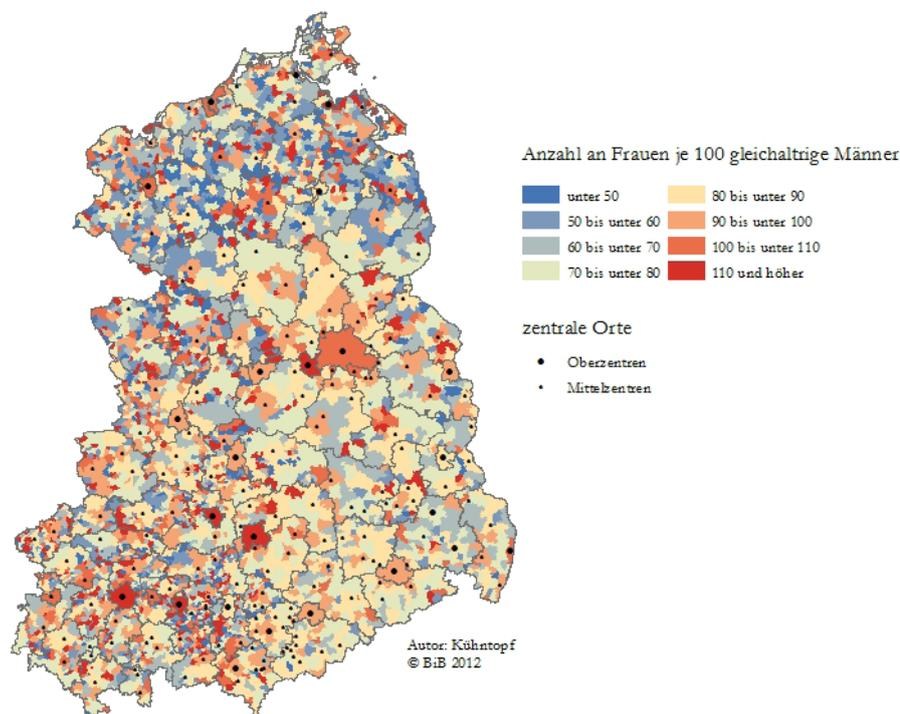 Anzahl an Frauen je 100 gleichaltrige Männer
unter 50
50 bis unter 60
60 bis unter 70
70 bis unter 80
80 bis unter 90
90 bis unter 100
100 bis unter 110
110 und höher
zentrale Orte
Oberzentren
Mittelzentren
Autor: Kühntopf
© BiB 2012